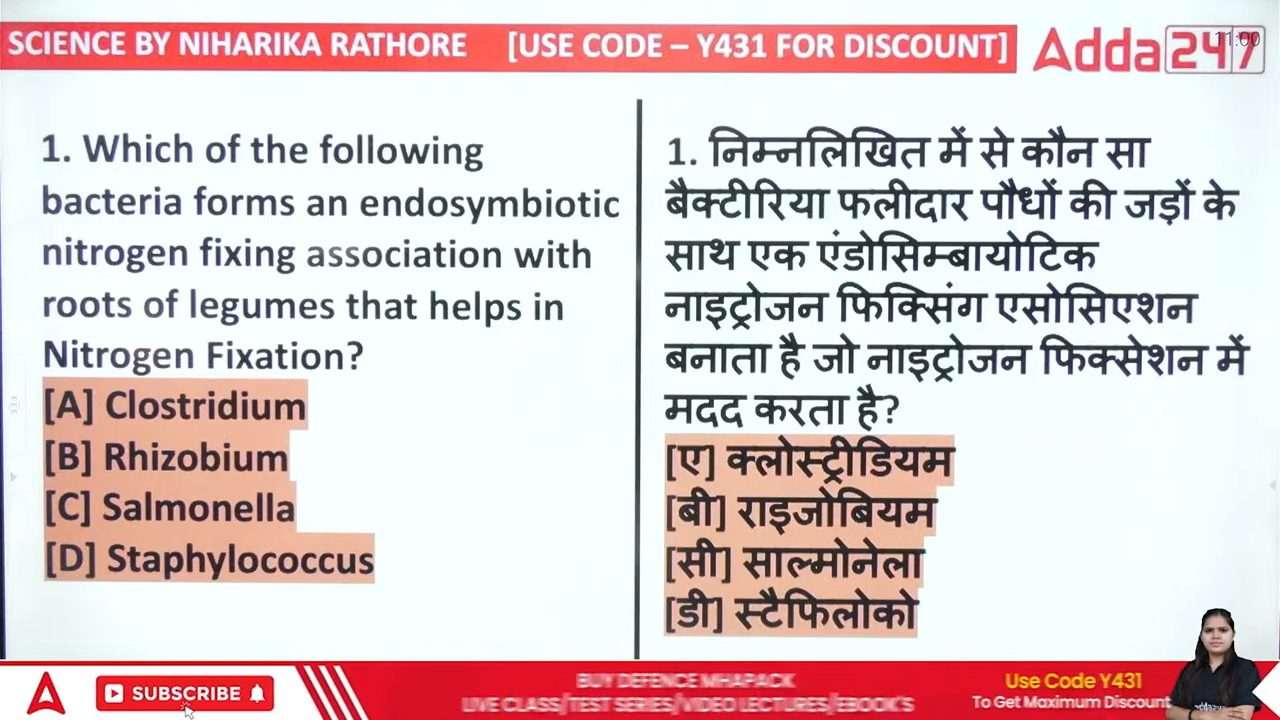 SCIENCE BY NIHARIKA RATHORE [USE CODE – Y431 FOR DISCOUNT]
Adda247
11:00
1. Which of the following
bacteria forms an endosymbiotic
nitrogen fixing association with
roots of legumes that helps in
Nitrogen Fixation?
[A] Clostridium
[B] Rhizobium
[C] Salmonella
[D] Staphylococcus
1. निम्नलिखित में से कौन सा
बैक्टीरिया फलीदार पौधों की जड़ों के
साथ एक एंडोसिम्बायोटिक
नाइट्रोजन फिक्सिंग एसोसिएशन
बनाता है जो नाइट्रोजन फिक्सेशन में
मदद करता है?
[ए] क्लोस्ट्रीडियम
[बी] राइजोबियम
[सी] साल्मोनेला
[डी] स्टैफिलोको
SUBSCRIBE
BUY DEFENCE MHAPACK
LIVE CLASS/TEST SERIES/VIDEO LECTURES/EBOOK'S
Use Code Y431
To Get Maximum Discount